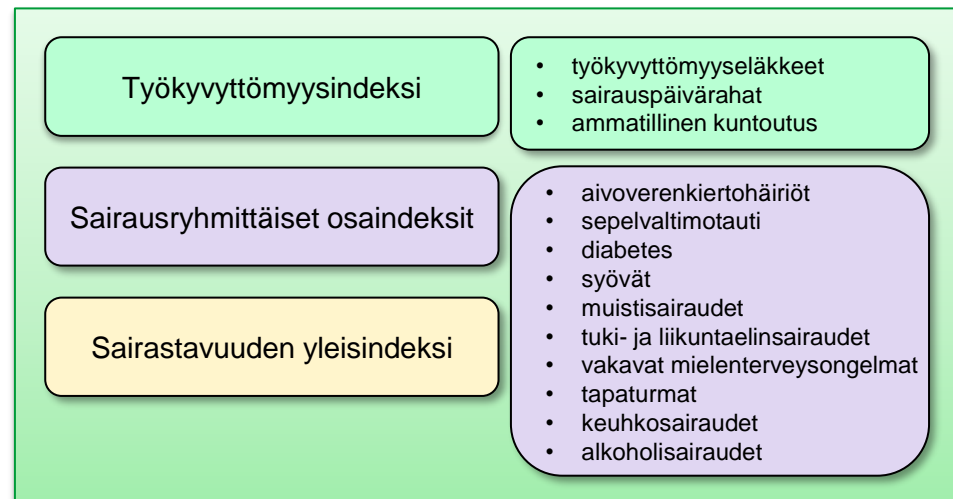 Työkyvyttömyysindeksi
• työkyvyttömyyseläkkeet
• sairauspäivärahat
• ammatillinen kuntoutus
Sairausryhmittäiset osaindeksit
Sairastavuuden yleisindeksi
• aivoverenkiertohäiriöt
• sepelvaltimotauti
• diabetes
• syövät
• muistisairaudet
• tuki- ja liikuntaelinsairaudet
• vakavat mielenterveysongelmat
• tapaturmat
• keuhkosairaudet
• alkoholisairaudet